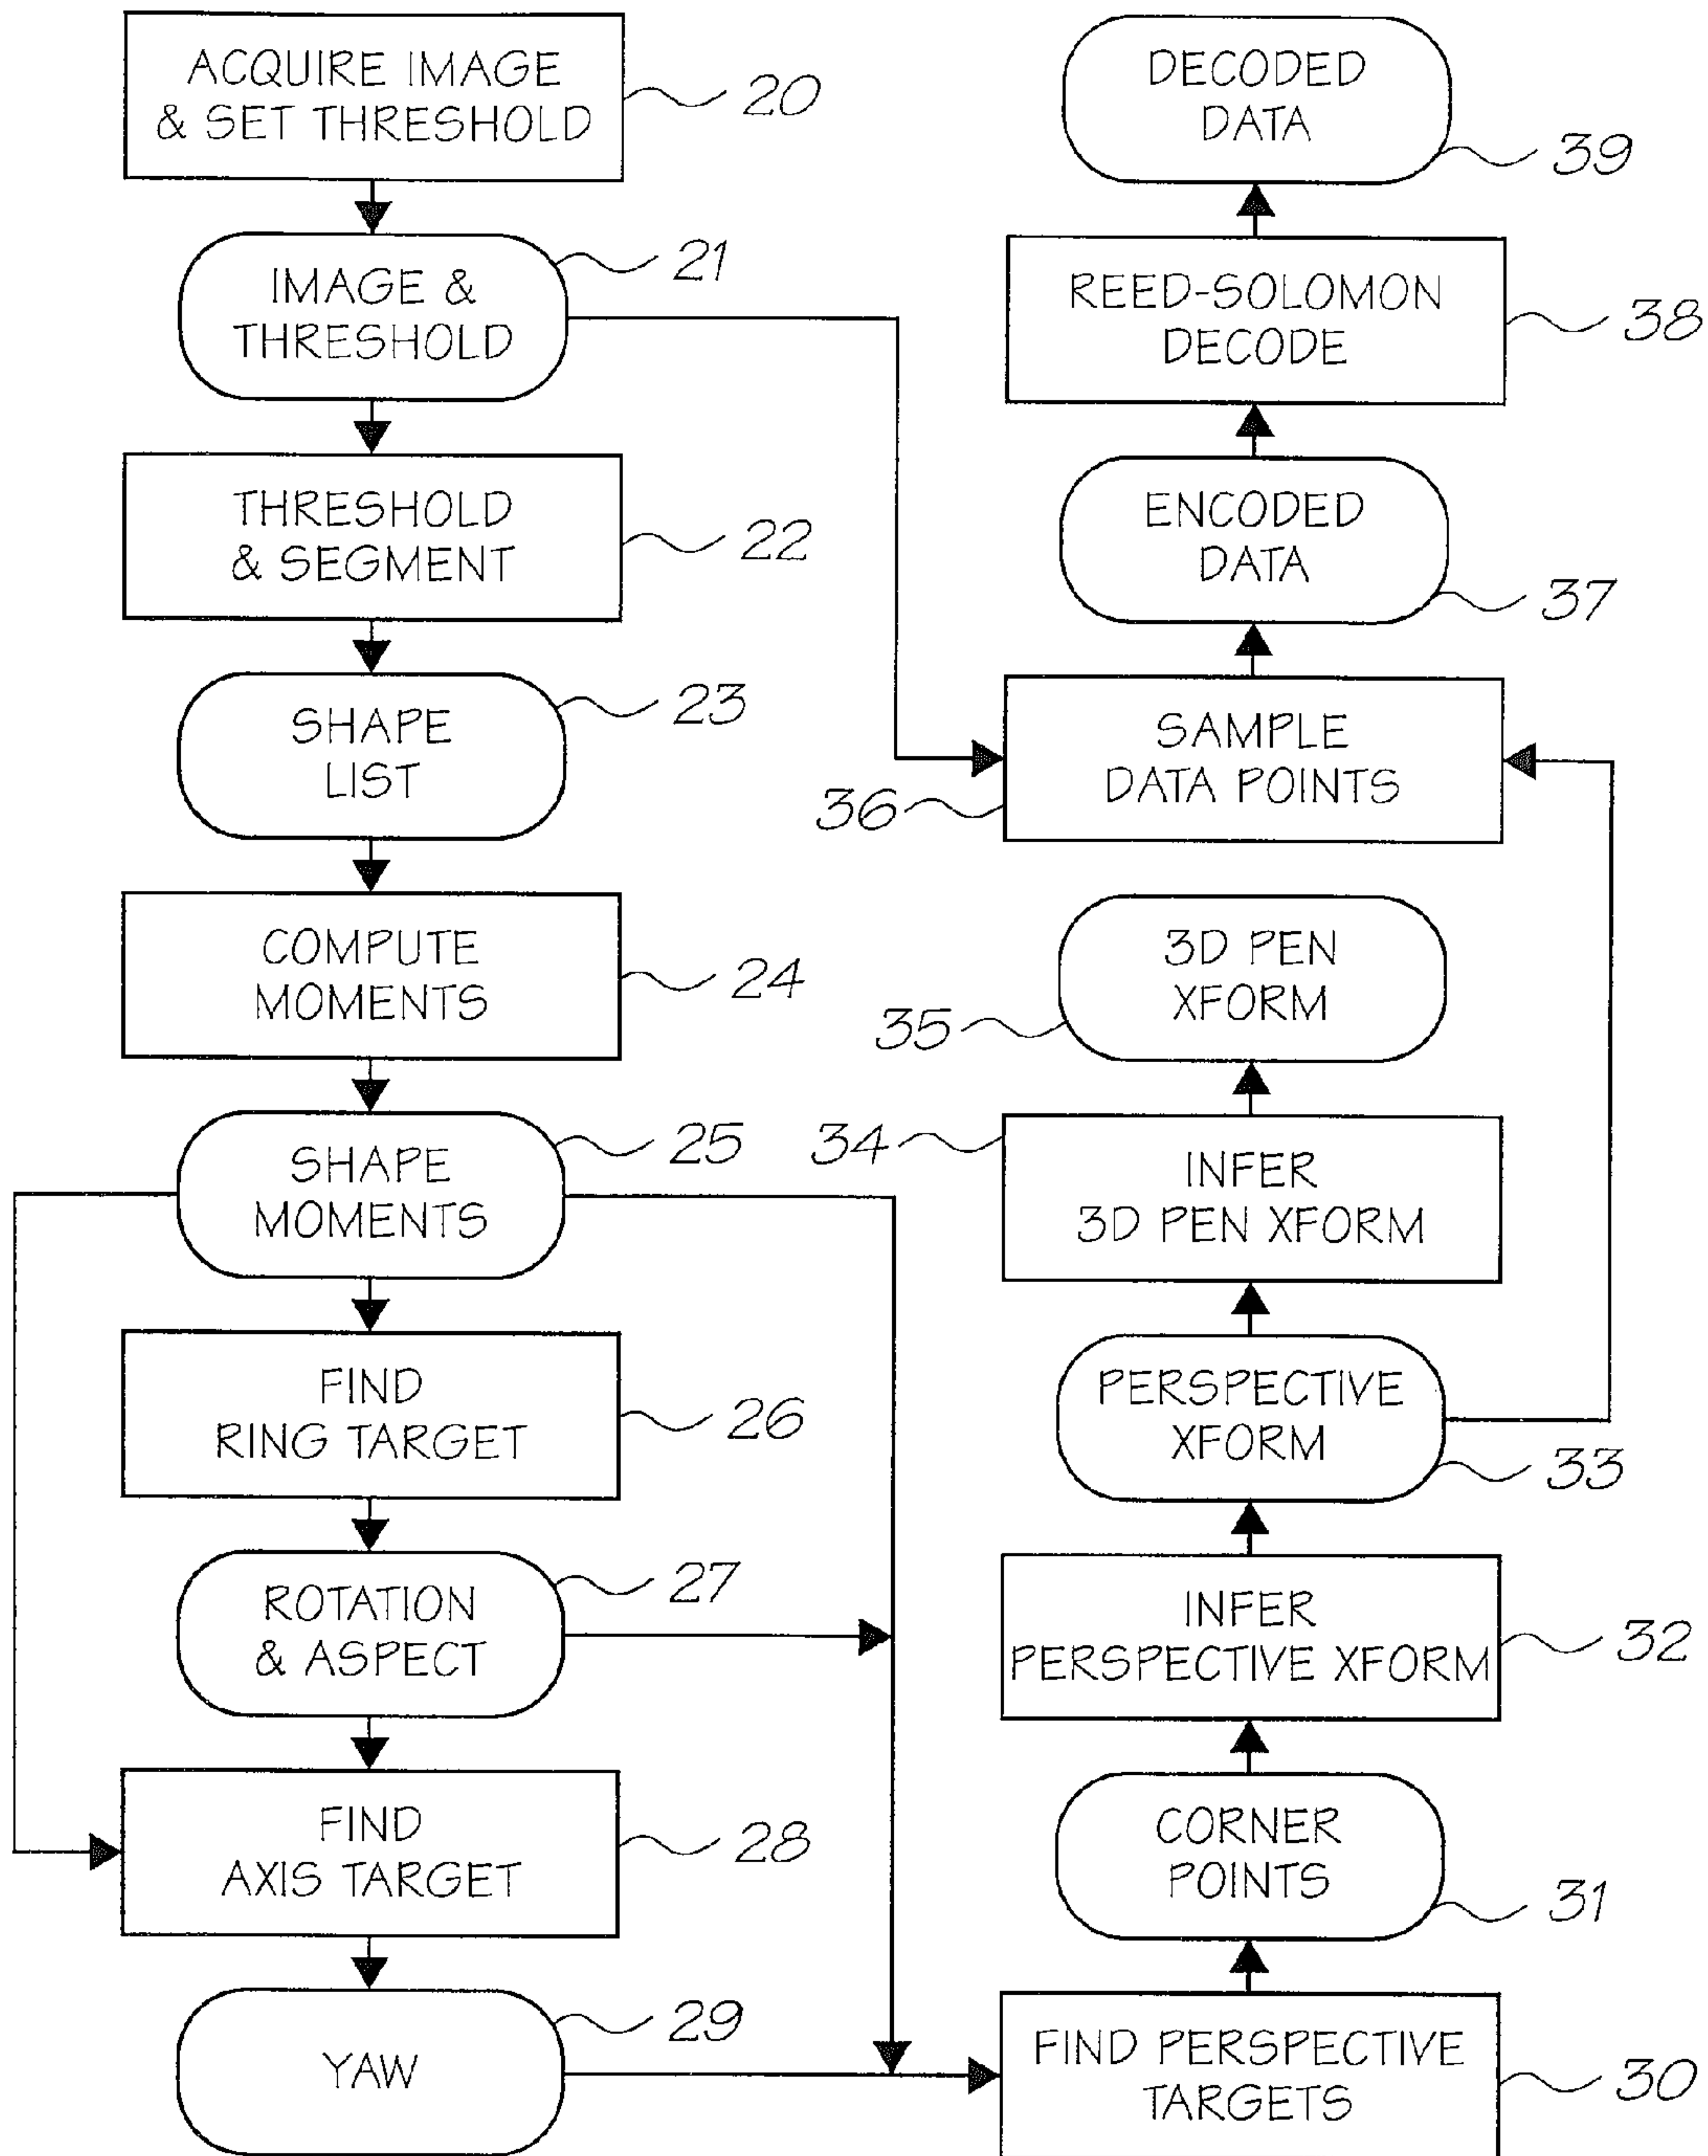 ACQUIRE IMAGE
& SET THRESHOLD
20
IMAGE &
THRESHOLD
21
THRESHOLD
& SEGMENT
22
SHAPE
LIST
23
COMPUTE
MOMENTS
24
SHAPE
MOMENTS
25
FIND
RING TARGET
26
ROTATION
& ASPECT
27
FIND
AXIS TARGET
28
YAW
29
FIND PERSPECTIVE
TARGETS
30
CORNER
POINTS
31
INFER
PERSPECTIVE XFORM
32
PERSPECTIVE
XFORM
33
INFER
3D PEN XFORM
34
3D PEN
XFORM
35
SAMPLE
DATA POINTS
36
ENCODED
DATA
37
REED-SOLOMON
DECODE
38
DECODED
DATA
39